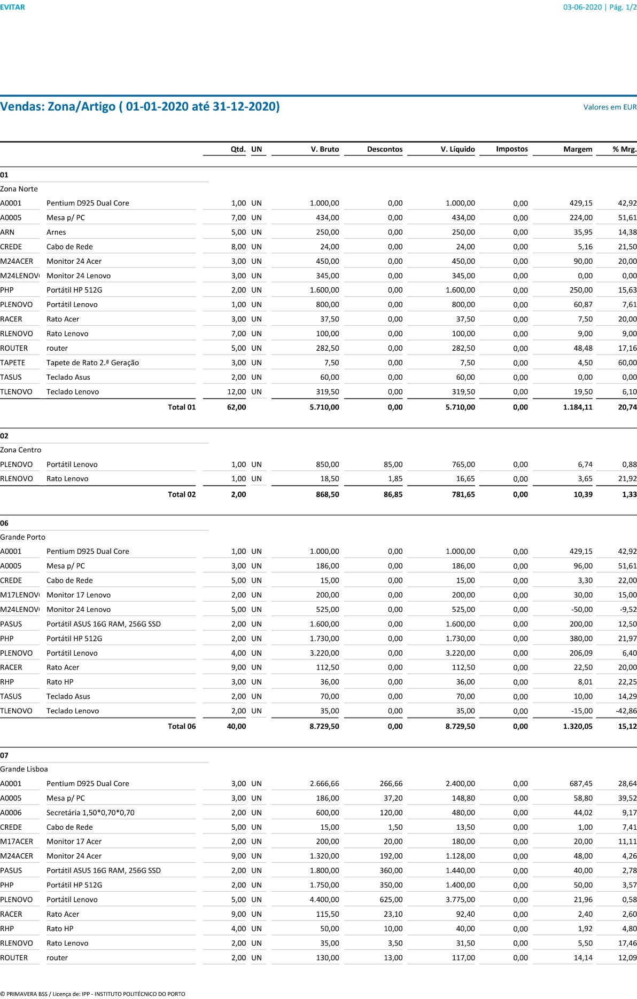 EVITAR 03-06-2020 | Pág. 1/2
Vendas: Zona/Artigo ( 01-01-2020 até 31-12-2020) Valores em EUR
Qtd. UN V. Bruto Descontos V. Líquido Impostos Margem % Mrg.
01
Zona Norte
A0001 Pentium D925 Dual Core 1,00 UN 1.000,00 0,00 1.000,00 0,00 429,15 42,92
A0005 Mesa p/ PC 7,00 UN 434,00 0,00 434,00 0,00 224,00 51,61
ARN Arnes 5,00 UN 250,00 0,00 250,00 0,00 35,95 14,38
CREDE Cabo de Rede 8,00 UN 24,00 0,00 24,00 0,00 5,16 21,50
M24ACER Monitor 24 Acer 3,00 UN 450,00 0,00 450,00 0,00 90,00 20,00
M24LENOV Monitor 24 Lenovo 3,00 UN 345,00 0,00 345,00 0,00 0,00 0,00
PHP Portátil HP 512G 2,00 UN 1.600,00 0,00 1.600,00 0,00 250,00 15,63
PLENOVO Portátil Lenovo 1,00 UN 800,00 0,00 800,00 0,00 60,87 7,61
RACER Rato Acer 3,00 UN 37,50 0,00 37,50 0,00 7,50 20,00
RLENOVO Rato Lenovo 7,00 UN 100,00 0,00 100,00 0,00 9,00 9,00
ROUTER router 5,00 UN 282,50 0,00 282,50 0,00 48,48 17,16
TAPETE Tapete de Rato 2.ª Geração 3,00 UN 7,50 0,00 7,50 0,00 4,50 60,00
TASUS Teclado Asus 2,00 UN 60,00 0,00 60,00 0,00 0,00 0,00
TLENOVO Teclado Lenovo 12,00 UN 319,50 0,00 319,50 0,00 19,50 6,10
Total 01 62,00 5.710,00 0,00 5.710,00 0,00 1.184,11 20,74
02
Zona Centro
PLENOVO Portátil Lenovo 1,00 UN 850,00 85,00 765,00 0,00 6,74 0,88
RLENOVO Rato Lenovo 1,00 UN 18,50 1,85 16,65 0,00 3,65 21,92
Total 02 2,00 868,50 86,85 781,65 0,00 10,39 1,33
06
Grande Porto
A0001 Pentium D925 Dual Core 1,00 UN 1.000,00 0,00 1.000,00 0,00 429,15 42,92
A0005 Mesa p/ PC 3,00 UN 186,00 0,00 186,00 0,00 96,00 51,61
CREDE Cabo de Rede 5,00 UN 15,00 0,00 15,00 0,00 3,30 22,00
M17LENOV Monitor 17 Lenovo 2,00 UN 200,00 0,00 200,00 0,00 30,00 15,00
M24LENOV Monitor 24 Lenovo 5,00 UN 525,00 0,00 525,00 0,00 -50,00 -9,52
PASUS Portátil ASUS 16G RAM, 256G SSD 2,00 UN 1.600,00 0,00 1.600,00 0,00 200,00 12,50
PHP Portátil HP 512G 2,00 UN 1.730,00 0,00 1.730,00 0,00 380,00 21,97
PLENOVO Portátil Lenovo 4,00 UN 3.220,00 0,00 3.220,00 0,00 206,09 6,40
RACER Rato Acer 9,00 UN 112,50 0,00 112,50 0,00 22,50 20,00
RHP Rato HP 3,00 UN 36,00 0,00 36,00 0,00 8,01 22,25
TASUS Teclado Asus 2,00 UN 70,00 0,00 70,00 0,00 10,00 14,29
TLENOVO Teclado Lenovo 2,00 UN 35,00 0,00 35,00 0,00 -15,00 -42,86
Total 06 40,00 8.729,50 0,00 8.729,50 0,00 1.320,05 15,12
07
Grande Lisboa
A0001 Pentium D925 Dual Core 3,00 UN 2.666,66 266,66 2.400,00 0,00 687,45 28,64
A0005 Mesa p/ PC 3,00 UN 186,00 37,20 148,80 0,00 58,80 39,52
A0006 Secretária 1,50*0,70*0,70 2,00 UN 600,00 120,00 480,00 0,00 44,02 9,17
CREDE Cabo de Rede 5,00 UN 15,00 1,50 13,50 0,00 1,00 7,41
M17ACER Monitor 17 Acer 2,00 UN 200,00 20,00 180,00 0,00 20,00 11,11
M24ACER Monitor 24 Acer 9,00 UN 1.320,00 192,00 1.128,00 0,00 48,00 4,26
PASUS Portátil ASUS 16G RAM, 256G SSD 2,00 UN 1.800,00 360,00 1.440,00 0,00 40,00 2,78
PHP Portátil HP 512G 2,00 UN 1.750,00 350,00 1.400,00 0,00 50,00 3,57
PLENOVO Portátil Lenovo 5,00 UN 4.400,00 625,00 3.775,00 0,00 21,96 0,58
RACER Rato Acer 9,00 UN 115,50 23,10 92,40 0,00 2,40 2,60
RHP Rato HP 4,00 UN 50,00 10,00 40,00 0,00 1,92 4,80
RLENOVO Rato Lenovo 2,00 UN 35,00 3,50 31,50 0,00 5,50 17,46
ROUTER router 2,00 UN 130,00 13,00 117,00 0,00 14,14 12,09
© PRIMAVERA BSS / Licença de: IPP - INSTITUTO POLITÉCNICO DO PORTO